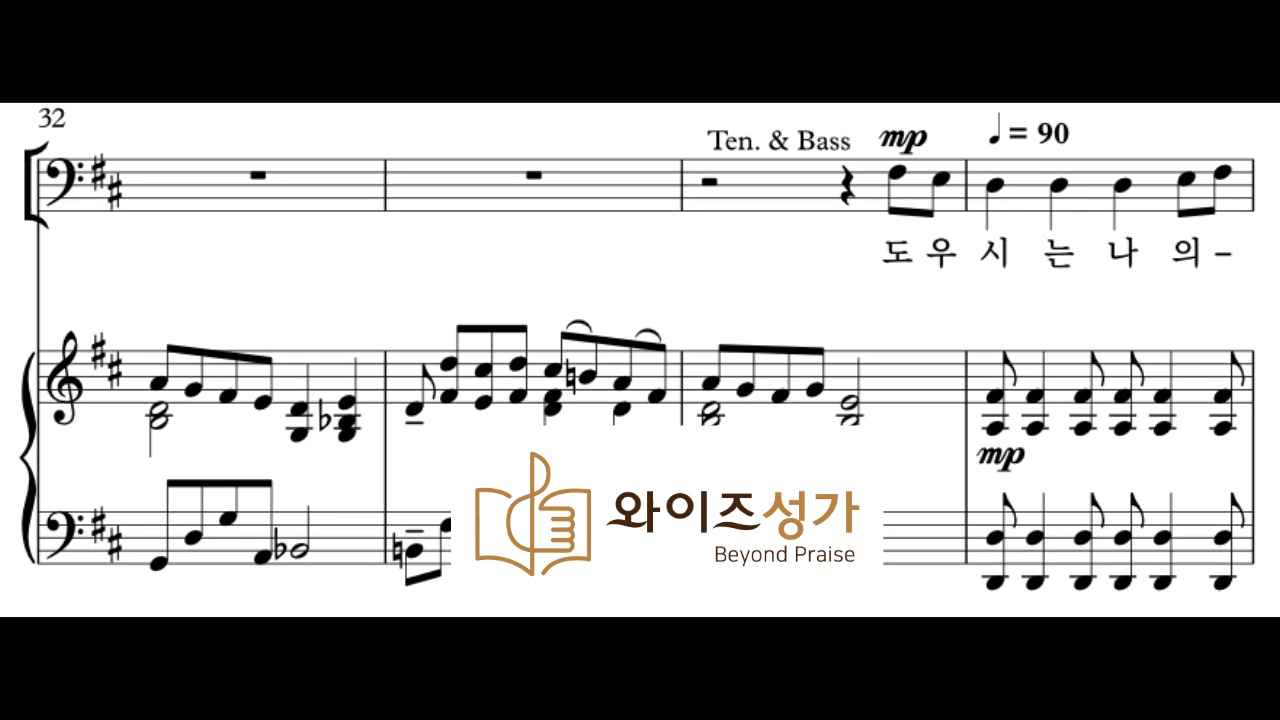 32
Ten. & Bass mp ♩= 90
도 우 시 는 나 의 –
mp
와이즈성가
Beyond Praise